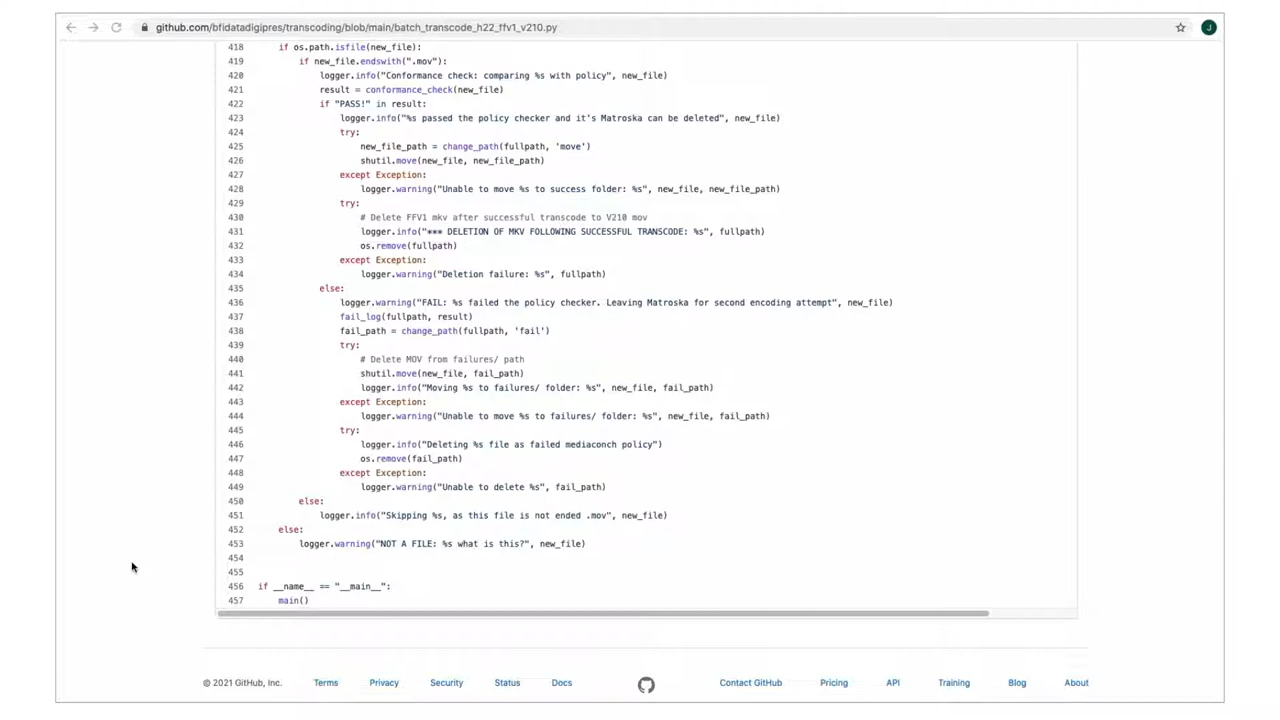 github.com/bfidatadigipres/transcoding/blob/main/batch_transcode_h22_ffv1_v210.py
J
418 if os.path.isfile(new_file):
419 if new_file.endswith(".mov"):
420 logger.info("Conformance check: comparing %s with policy", new_file)
421 result = conformance_check(new_file)
422 if "PASS!" in result:
423 logger.info("%s passed the policy checker and it's Matroska can be deleted", new_file)
424 try:
425 new_file_path = change_path(fullpath, 'move')
426 shutil.move(new_file, new_file_path)
427 except Exception:
428 logger.warning("Unable to move %s to success folder: %s", new_file, new_file_path)
429 try:
430 # Delete FFV1 mkv after successful transcode to V210 mov
431 logger.info("*** DELETION OF MKV FOLLOWING SUCCESSFUL TRANSCODE: %s", fullpath)
432 os.remove(fullpath)
433 except Exception:
434 logger.warning("Deletion failure: %s", fullpath)
435 else:
436 logger.warning("FAIL: %s failed the policy checker. Leaving Matroska for second encoding attempt", new_file)
437 fail_log(fullpath, result)
438 fail_path = change_path(fullpath, 'fail')
439 try:
440 # Delete MOV from failures/ path
441 shutil.move(new_file, fail_path)
442 logger.info("Moving %s to failures/ folder: %s", new_file, fail_path)
443 except Exception:
444 logger.warning("Unable to move %s to failures/ folder: %s", new_file, fail_path)
445 try:
446 logger.info("Deleting %s file as failed mediaconch policy")
447 os.remove(fail_path)
448 except Exception:
449 logger.warning("Unable to delete %s", fail_path)
450 else:
451 logger.info("Skipping %s, as this file is not ended .mov", new_file)
452 else:
453 logger.warning("NOT A FILE: %s what is this?", new_file)
454
455
456 if __name__ == "__main__":
457 main()
© 2021 GitHub, Inc. Terms Privacy Security Status Docs Contact GitHub Pricing API Training Blog About